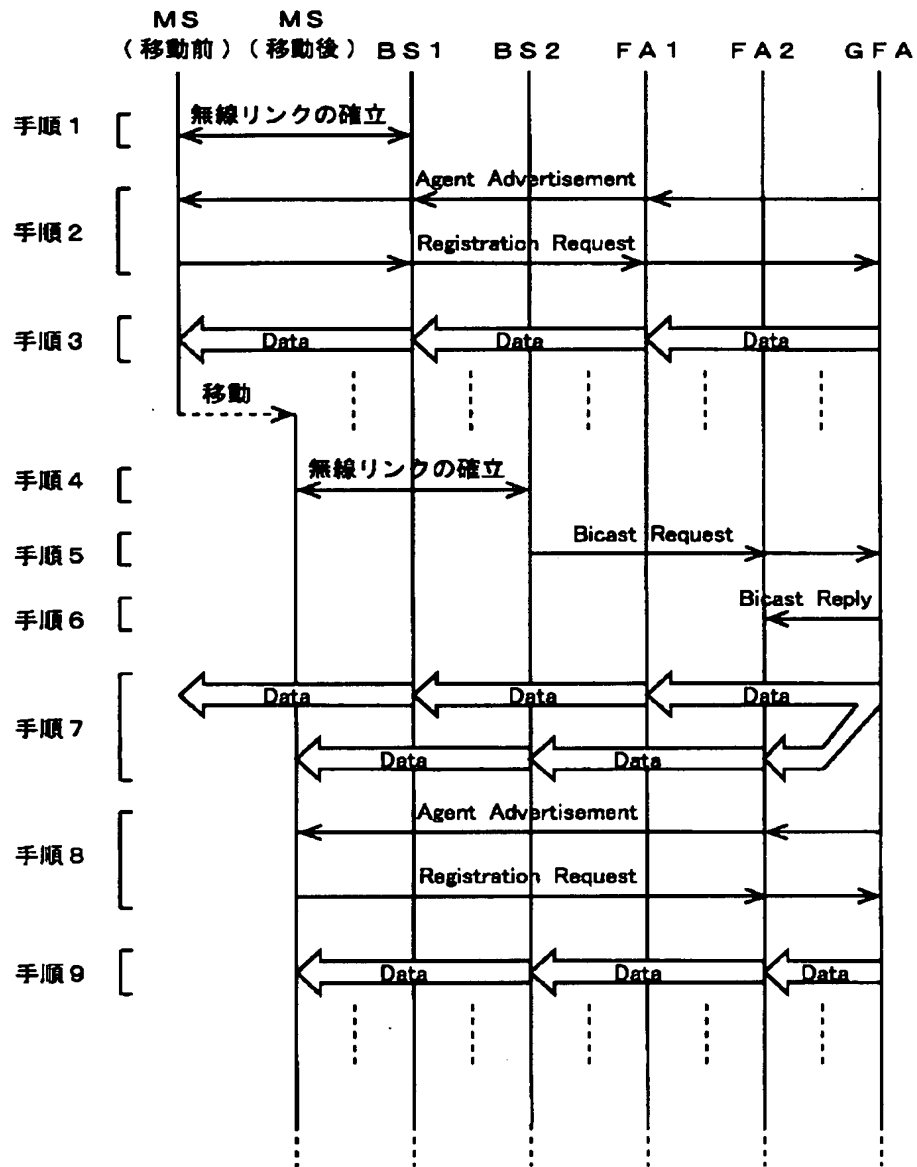 MS MS
(移動前) (移動後) BS1 BS2 FA1 FA2 GFA
手順1 無線リンクの確立
Agent Advertisement
手順2
Registration Request
手順3 Data Data Data
移動
手順4 無線リンクの確立
手順5 Bicast Request
手順6 Bicast Reply
Data Data Data
手順7
Data Data
Agent Advertisement
手順8
Registration Request
手順9 Data Data Data